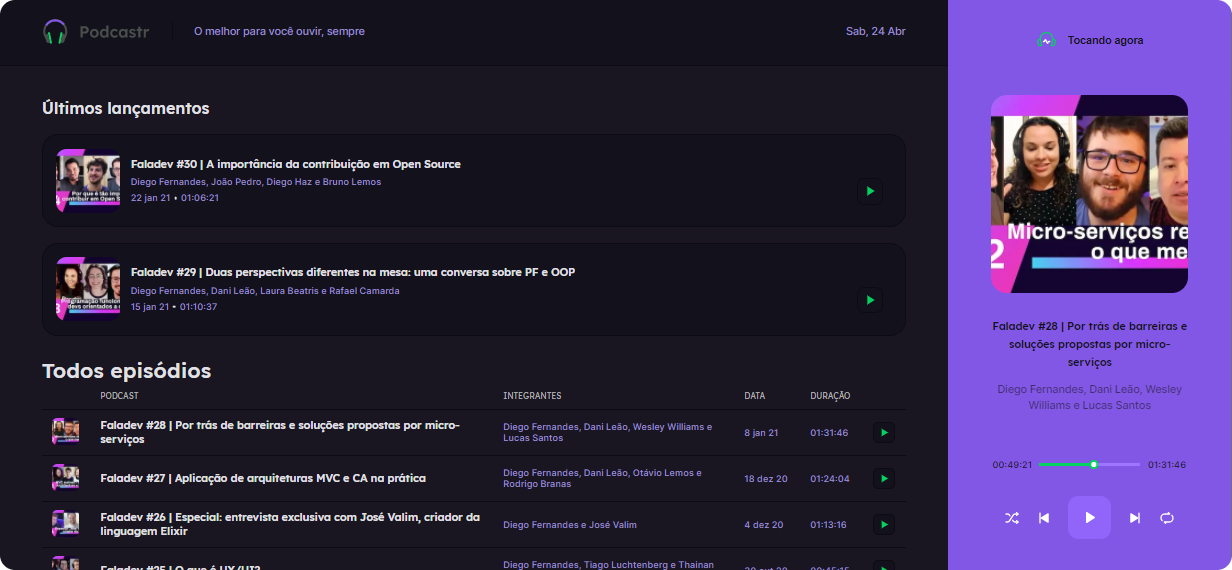 Podcastr
O melhor para você ouvir, sempre
Sab, 24 Abr
Últimos lançamentos
Faladev #30 | A importância da contribuição em Open Source
Diego Fernandes, João Pedro, Diego Haz e Bruno Lemos
22 jan 21 • 01:06:21
Faladev #29 | Duas perspectivas diferentes na mesa: uma conversa sobre PF e OOP
Diego Fernandes, Dani Leão, Laura Beatris e Rafael Camarda
15 jan 21 • 01:10:37
Todos episódios
PODCAST INTEGRANTES DATA DURAÇÃO
Faladev #28 | Por trás de barreiras e soluções propostas por micro-
serviços
Diego Fernandes, Dani Leão, Wesley Williams e
Lucas Santos
8 jan 21
01:31:46
Faladev #27 | Aplicação de arquiteturas MVC e CA na prática
Diego Fernandes, Dani Leão, Otávio Lemos e
Rodrigo Branas
18 dez 20
01:24:04
Faladev #26 | Especial: entrevista exclusiva com José Valim, criador da
linguagem Elixir
Diego Fernandes e José Valim
4 dez 20
01:13:16
Faladev #25 | O que é UX/UI?
Diego Fernandes, Tiago Luchtenberg e Thainan
Tocando agora
Micro-serviços re
2 o que me
Faladev #28 | Por trás de barreiras e
soluções propostas por micro-
serviços
Diego Fernandes, Dani Leão, Wesley
Williams e Lucas Santos
00:49:21
01:31:46